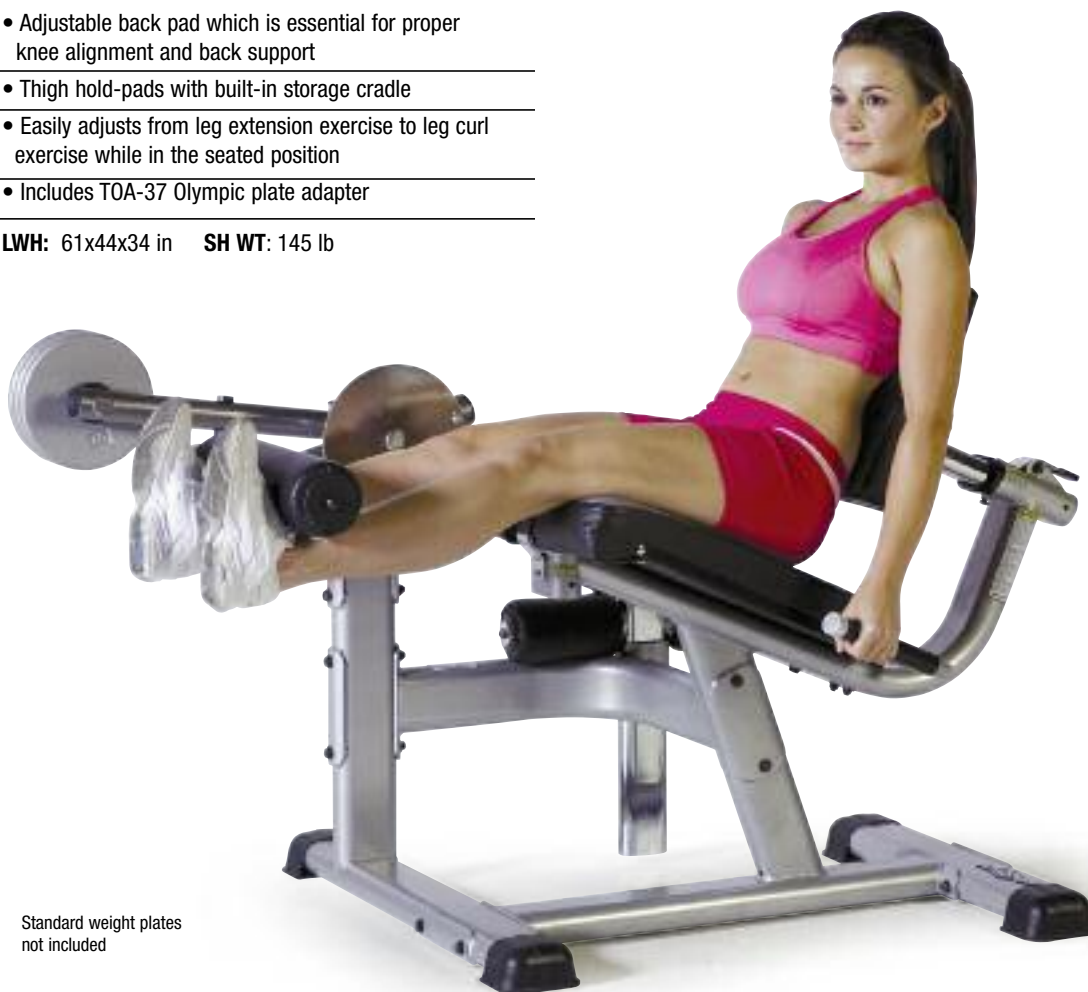 • Adjustable back pad which is essential for proper
knee alignment and back support
• Thigh hold-pads with built-in storage cradle
• Easily adjusts from leg extension exercise to leg curl
exercise while in the seated position
• Includes TOA-37 Olympic plate adapter
LWH: 61x44x34 in SH WT: 145 lb
Standard weight plates
not included